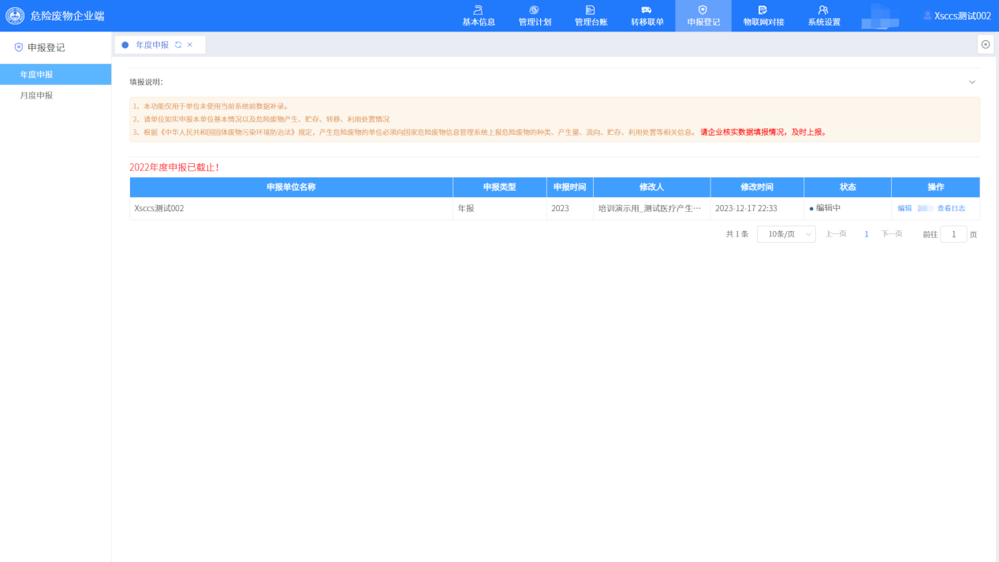 危险废物企业端
基本信息 管理计划 管理台账 转移联单 申报登记 物联网对接 系统设置 Xsccs测试002
申报登记
年度申报
月度申报
年度申报
填报说明：
1、本功能仅用于单位未使用当前系统前数据补录。
2、请单位如实申报本单位基本情况以及危险废物产生、贮存、转移、利用处置情况
3、根据《中华人民共和国固体废物污染环境防治法》规定，产生危险废物的单位必须向国家危险废物信息管理系统上报危险废物的种类、产生量、流向、贮存、利用处置等相关信息。 请企业核实数据填报情况，及时上报。
2022年度申报已截止！
申报单位名称 申报类型 申报时间 修改人 修改时间 状态 操作
Xsccs测试002 年报 2023 培训演示用_测试医疗产生… 2023-12-17 22:33 编辑中 编辑 查看日志
共 1 条 10条/页 上一页 1 下一页 前往 1 页